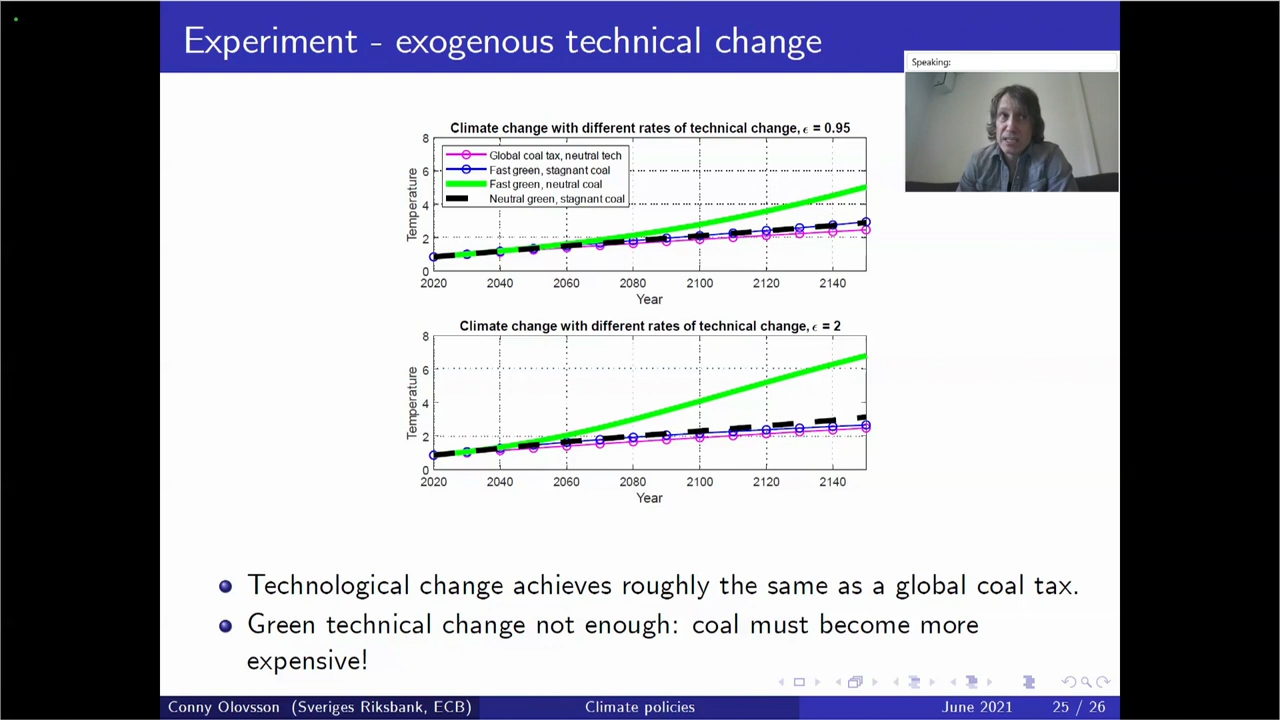 Experiment - exogenous technical change
Speaking:
Climate change with different rates of technical change, ϵ = 0.95
8
6
4
2
0
Temperature
Global coal tax, neutral tech
Fast green, stagnant coal
Fast green, neutral coal
Neutral green, stagnant coal
2020 2040 2060 2080 2100 2120 2140
Year
Climate change with different rates of technical change, ϵ = 2
8
6
4
2
0
Temperature
2020 2040 2060 2080 2100 2120 2140
Year
Technological change achieves roughly the same as a global coal tax.
Green technical change not enough: coal must become more
expensive!
Conny Olovsson (Sveriges Riksbank, ECB) Climate policies June 2021 25 / 26